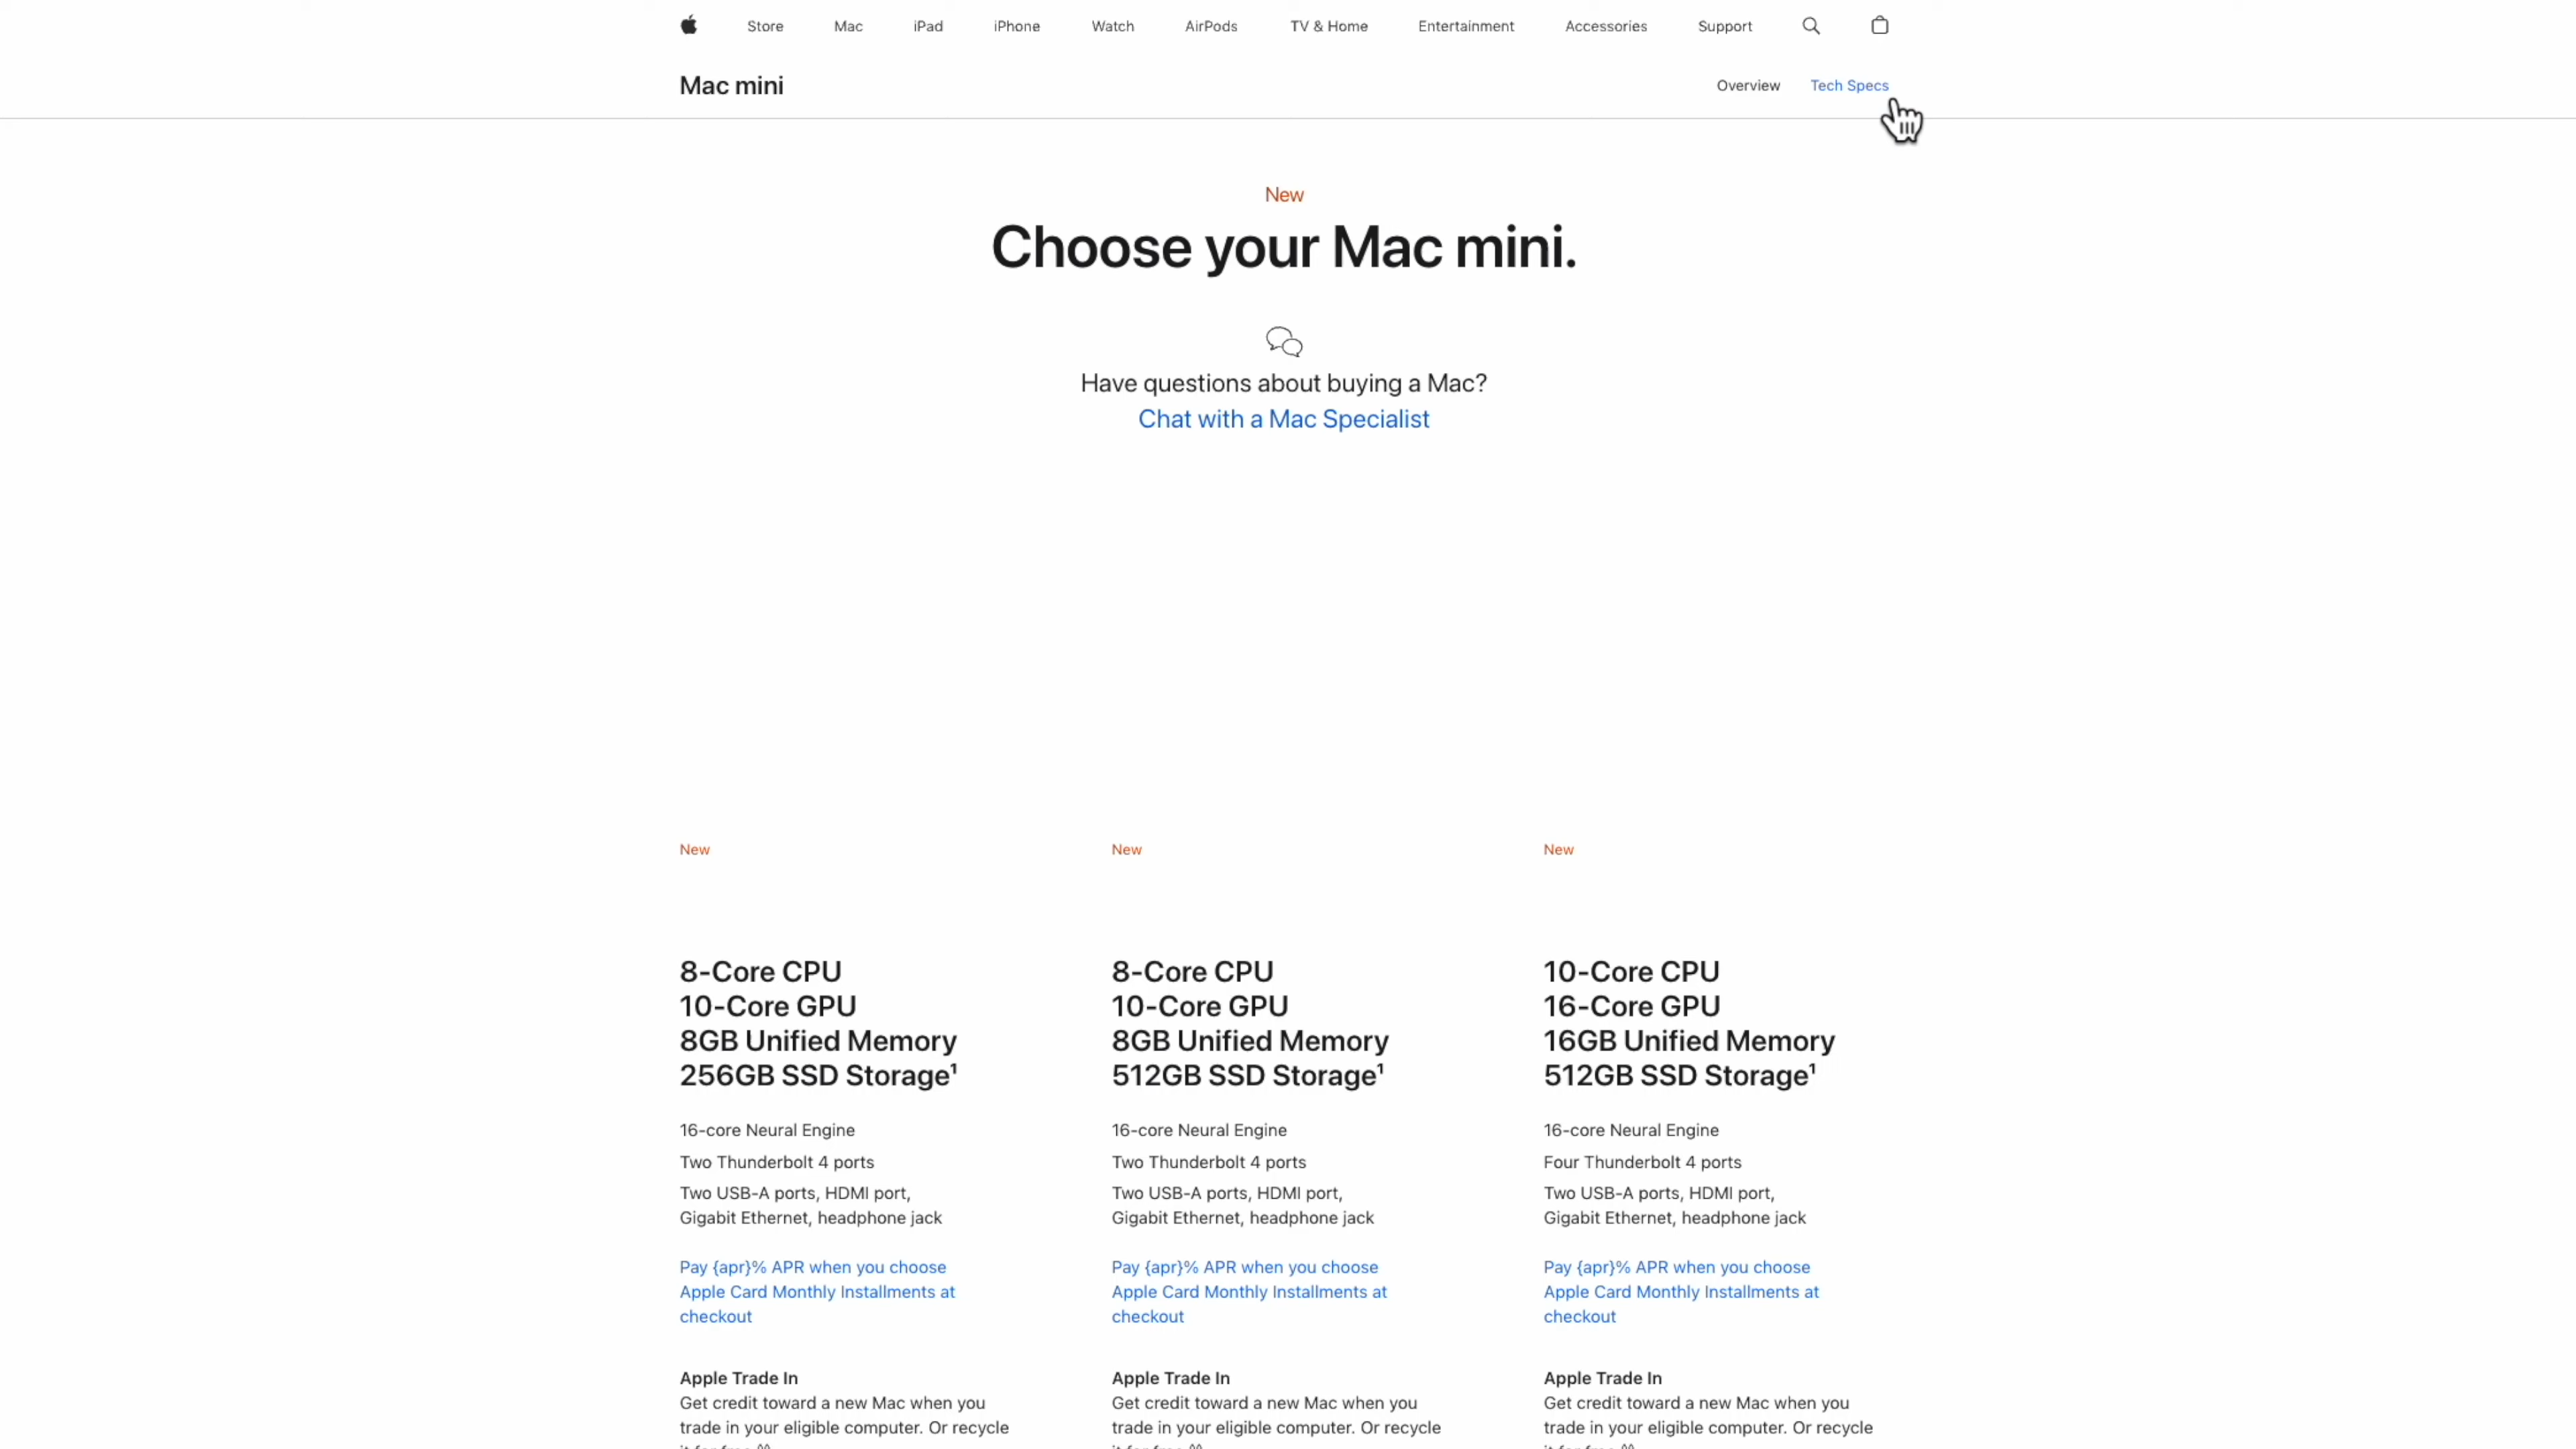 Store Mac iPad iPhone Watch AirPods TV & Home Entertainment Accessories Support
Mac mini
Overview Tech Specs
New
Choose your Mac mini.
Have questions about buying a Mac?
Chat with a Mac Specialist
New
8-Core CPU
10-Core GPU
8GB Unified Memory
256GB SSD Storage¹
16-core Neural Engine
Two Thunderbolt 4 ports
Two USB-A ports, HDMI port,
Gigabit Ethernet, headphone jack
Pay {apr}% APR when you choose
Apple Card Monthly Installments at
checkout
Apple Trade In
Get credit toward a new Mac when you
trade in your eligible computer. Or recycle
New
8-Core CPU
10-Core GPU
8GB Unified Memory
512GB SSD Storage¹
16-core Neural Engine
Two Thunderbolt 4 ports
Two USB-A ports, HDMI port,
Gigabit Ethernet, headphone jack
Pay {apr}% APR when you choose
Apple Card Monthly Installments at
checkout
Apple Trade In
Get credit toward a new Mac when you
trade in your eligible computer. Or recycle
New
10-Core CPU
16-Core GPU
16GB Unified Memory
512GB SSD Storage¹
16-core Neural Engine
Four Thunderbolt 4 ports
Two USB-A ports, HDMI port,
Gigabit Ethernet, headphone jack
Pay {apr}% APR when you choose
Apple Card Monthly Installments at
checkout
Apple Trade In
Get credit toward a new Mac when you
trade in your eligible computer. Or recycle